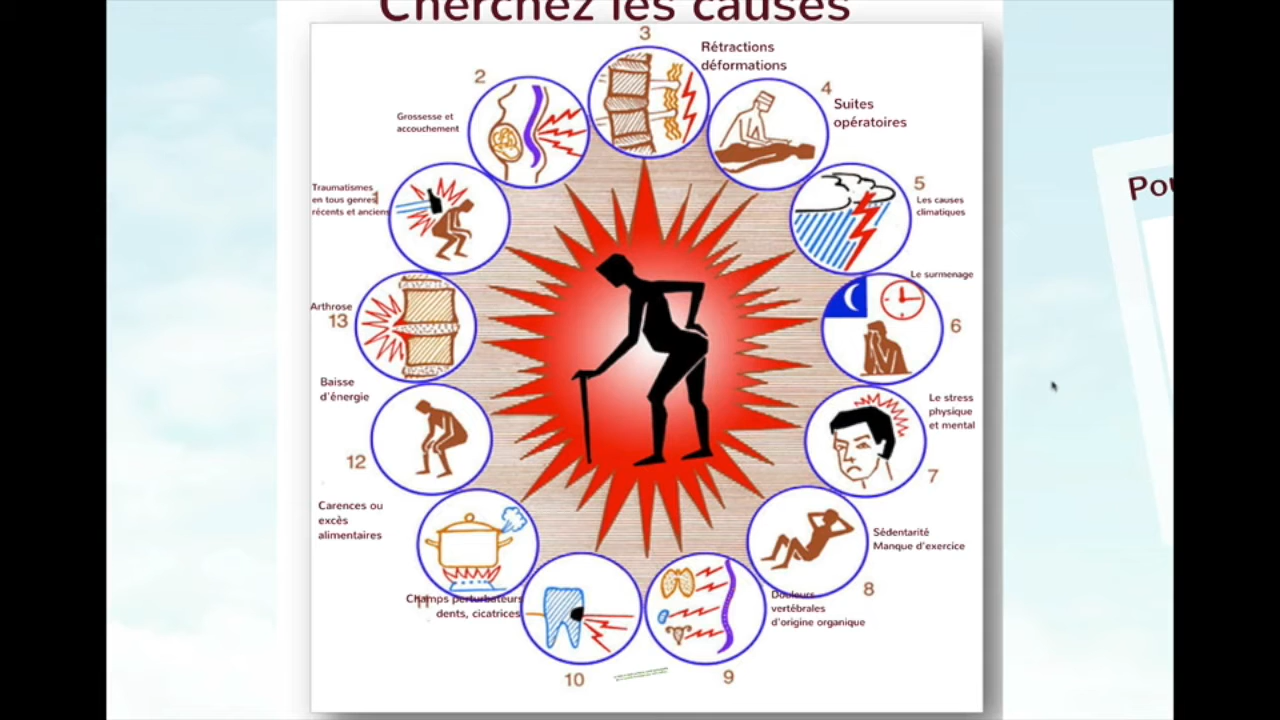 Cherchez les causes
3
Rétractions
déformations
2
Grossesse et
accouchement
4
Suites
opératoires
Traumatismes
en tous genres
récents et anciens
1
5
Les causes
climatiques
Le surmenage
6
Arthrose
13
Baisse
d'énergie
12
Le stress
physique
et mental
7
Carences ou
excès
alimentaires
11
Sédentarité
Manque d'exercice
8
Champs perturbateurs
dents, cicatrices
10
Douleurs
vertébrales
d'origine organique
9
Pou